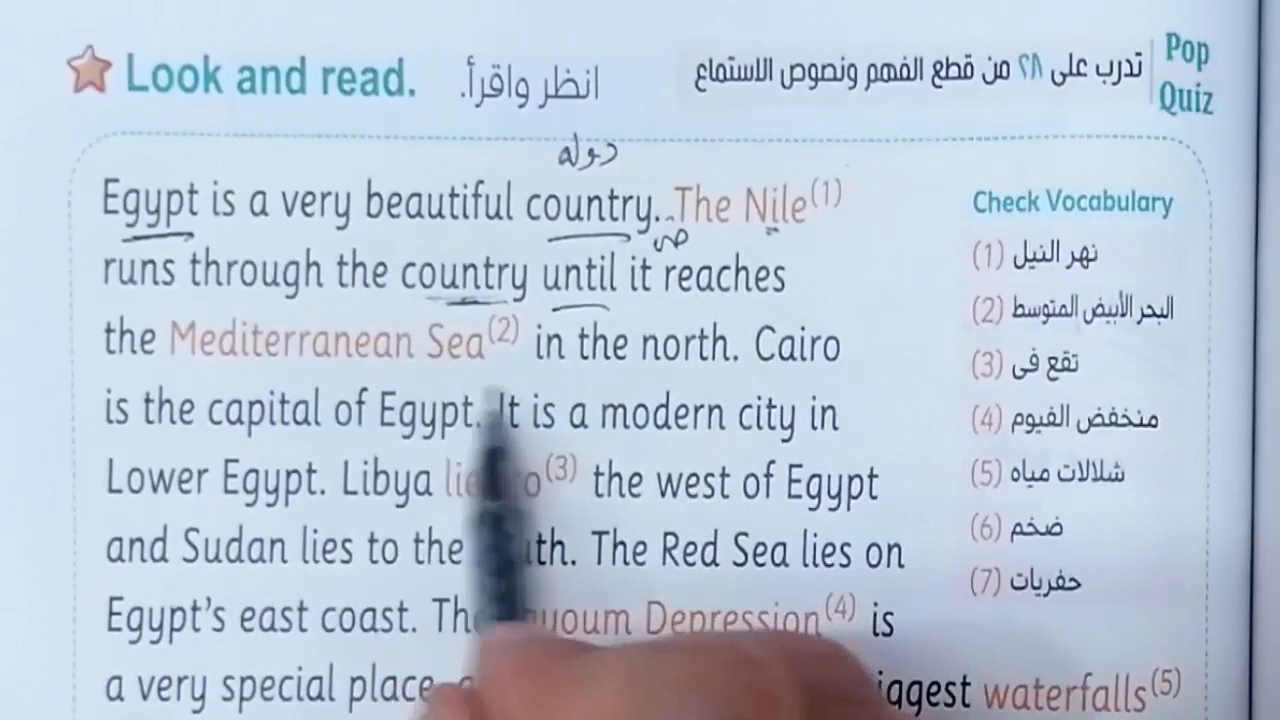 Look and read. انظر واقرأ.
تدرب على ٢٨ من قطع الفهم ونصوص الاستماع
Pop
Quiz
دوله
Egypt is a very beautiful country. The Nile(1)
runs through the country until it reaches
the Mediterranean Sea(2) in the north. Cairo
is the capital of Egypt. It is a modern city in
Lower Egypt. Libya (3) the west of Egypt
and Sudan lies to the The Red Sea lies on
Egypt's east coast. Depression(4) is
a very special place waterfalls(5)
Check Vocabulary
(1) نهر النيل
(2) البحر الأبيض المتوسط
(3) تقع فى
(4) منخفض الفيوم
(5) شلالات مياه
(6) ضخم
(7) حفريات